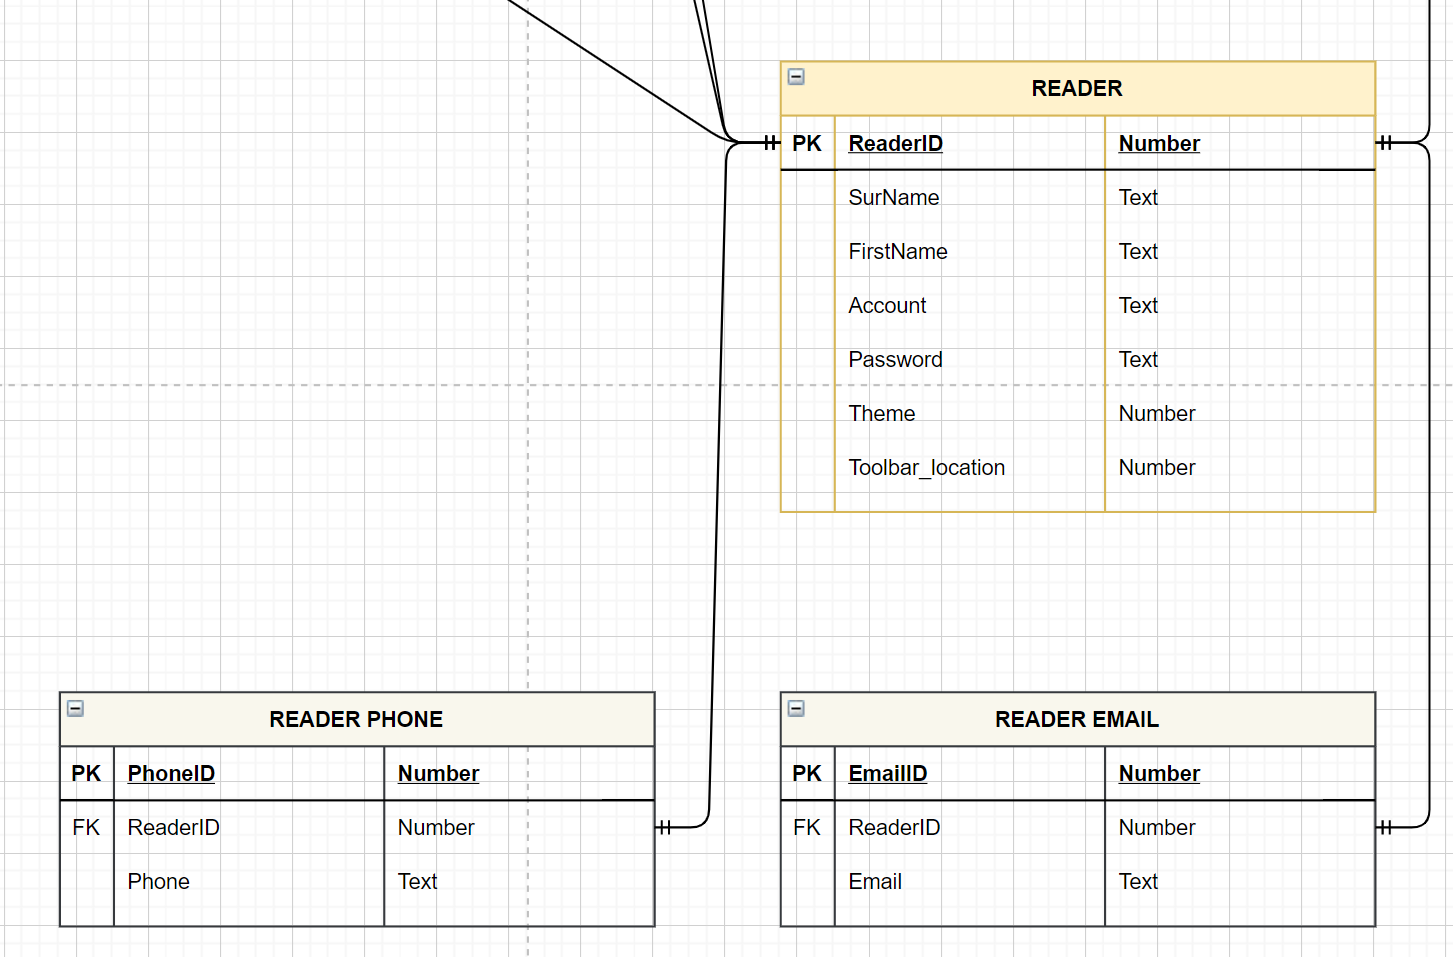 READER
PK ReaderID Number
SurName Text
FirstName Text
Account Text
Password Text
Theme Number
Toolbar_location Number
READER PHONE
PK PhoneID Number
FK ReaderID Number
Phone Text
READER EMAIL
PK EmailID Number
FK ReaderID Number
Email Text